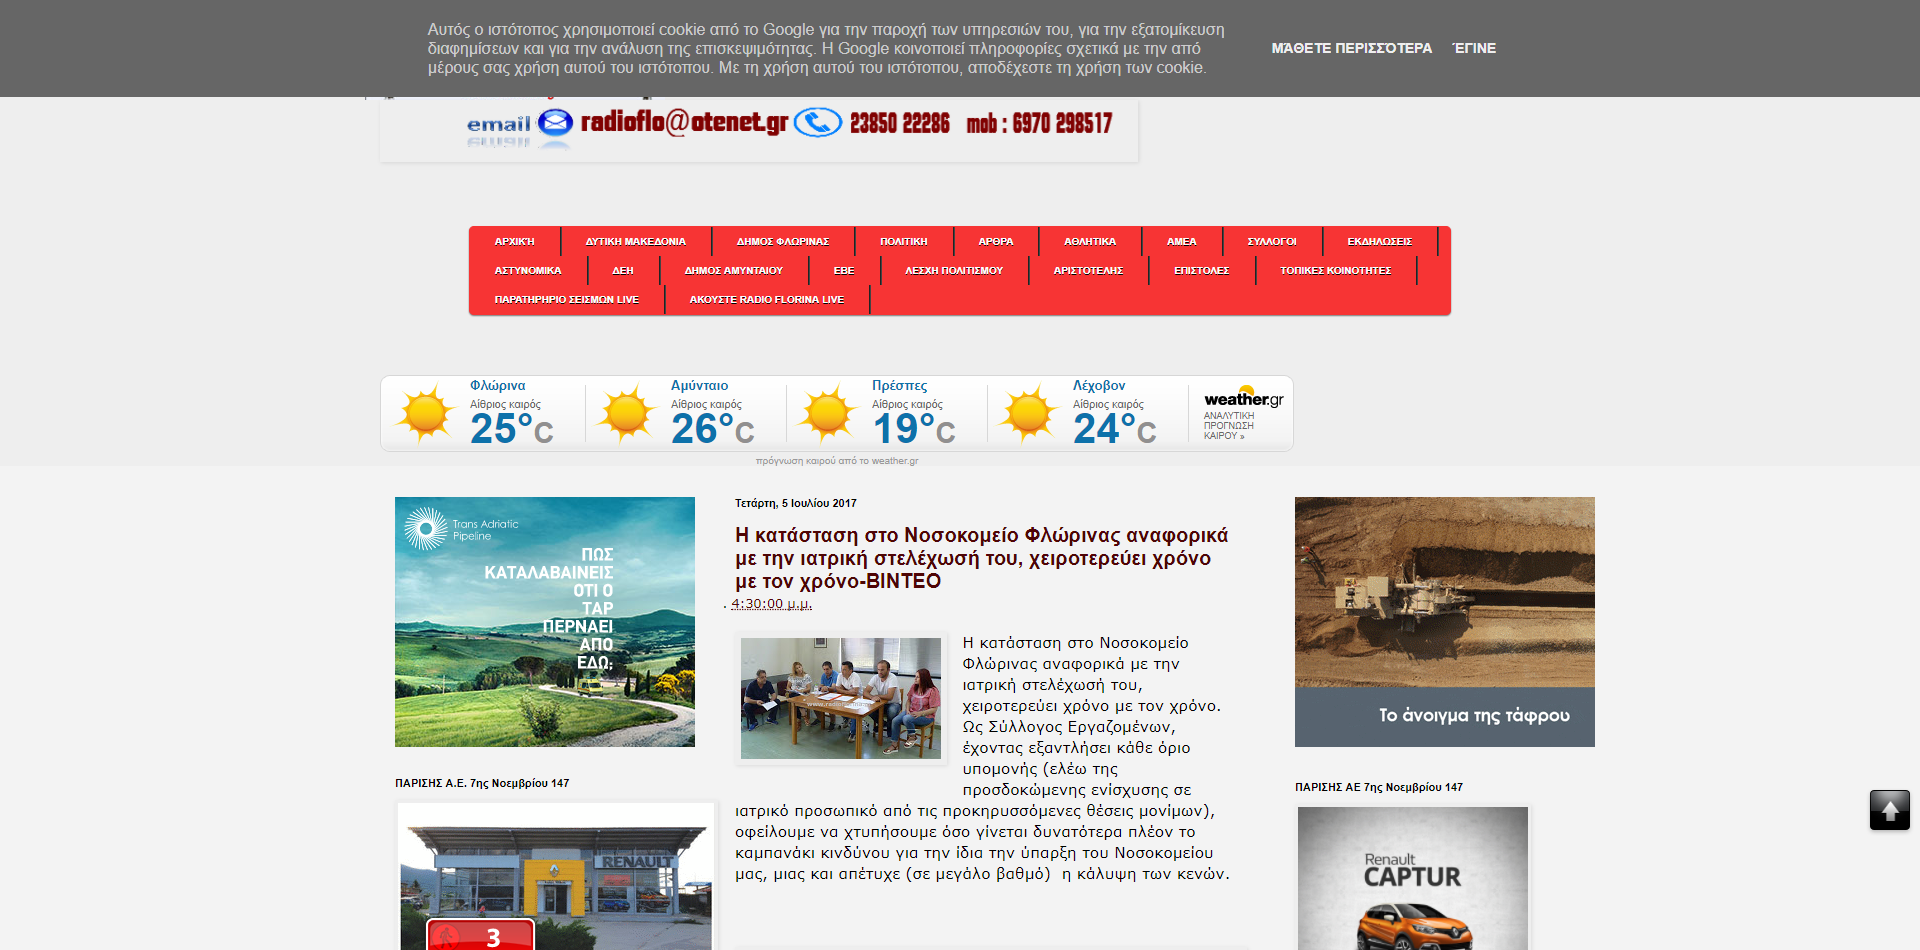 Αυτός ο ιστότοπος χρησιμοποιεί cookie από το Google για την παροχή των υπηρεσιών του, για την εξατομίκευση
διαφημίσεων και για την ανάλυση της επισκεψιμότητας. Η Google κοινοποιεί πληροφορίες σχετικά με την από
μέρους σας χρήση αυτού του ιστότοπου. Με τη χρήση αυτού του ιστότοπου, αποδέχεστε τη χρήση των cookie.
ΜΆΘΕΤΕ ΠΕΡΙΣΣΌΤΕΡΑ ΈΓΙΝΕ
email radioflo@otenet.gr 23850 22286 mob : 6970 298517
ΑΡΧΙΚΉ ΔΥΤΙΚΗ ΜΑΚΕΔΟΝΙΑ ΔΗΜΟΣ ΦΛΩΡΙΝΑΣ ΠΟΛΙΤΙΚΗ ΑΡΘΡΑ ΑΘΛΗΤΙΚΑ ΑΜΕΑ ΣΥΛΛΟΓΟΙ ΕΚΔΗΛΩΣΕΙΣ
ΑΣΤΥΝΟΜΙΚΑ ΔΕΗ ΔΗΜΟΣ ΑΜΥΝΤΑΙΟΥ ΕΒΕ ΛΕΣΧΗ ΠΟΛΙΤΙΣΜΟΥ ΑΡΙΣΤΟΤΕΛΗΣ ΕΠΙΣΤΟΛΕΣ ΤΟΠΙΚΕΣ ΚΟΙΝΟΤΗΤΕΣ
ΠΑΡΑΤΗΡΗΡΙΟ ΣΕΙΣΜΩΝ LIVE ΑΚΟΥΣΤΕ RADIO FLORINA LIVE
Φλώρινα
Αίθριος καιρός
25°C
Αμύνταιο
Αίθριος καιρός
26°C
Πρέσπες
Αίθριος καιρός
19°C
Λέχοβον
Αίθριος καιρός
24°C
weather.gr
ΑΝΑΛΥΤΙΚΗ
ΠΡΟΓΝΩΣΗ
ΚΑΙΡΟΥ »
πρόγνωση καιρού από το weather.gr
Trans Adriatic
Pipeline
ΠΩΣ
ΚΑΤΑΛΑΒΑΙΝΕΙΣ
ΟΤΙ Ο
TAP
ΠΕΡΝΑΕΙ
ΑΠΟ
ΕΔΩ;
ΠΑΡΙΣΗΣ Α.Ε. 7ης Νοεμβρίου 147
RENAULT
3
Τετάρτη, 5 Ιουλίου 2017
Η κατάσταση στο Νοσοκομείο Φλώρινας αναφορικά
με την ιατρική στελέχωσή του, χειροτερεύει χρόνο
με τον χρόνο-ΒΙΝΤΕΟ
. 4:30:00 μ.μ.
Η κατάσταση στο Νοσοκομείο
Φλώρινας αναφορικά με την
ιατρική στελέχωσή του,
χειροτερεύει χρόνο με τον χρόνο.
Ως Σύλλογος Εργαζομένων,
έχοντας εξαντλήσει κάθε όριο
υπομονής (ελέω της
προσδοκώμενης ενίσχυσης σε
ιατρικό προσωπικό από τις προκηρυσσόμενες θέσεις μονίμων),
οφείλουμε να χτυπήσουμε όσο γίνεται δυνατότερα πλέον το
καμπανάκι κινδύνου για την ίδια την ύπαρξη του Νοσοκομείου
μας, μιας και απέτυχε (σε μεγάλο βαθμό)  η κάλυψη των κενών.
Το άνοιγμα της τάφρου
ΠΑΡΙΣΗΣ ΑΕ 7ης Νοεμβρίου 147
Renault
CAPTUR